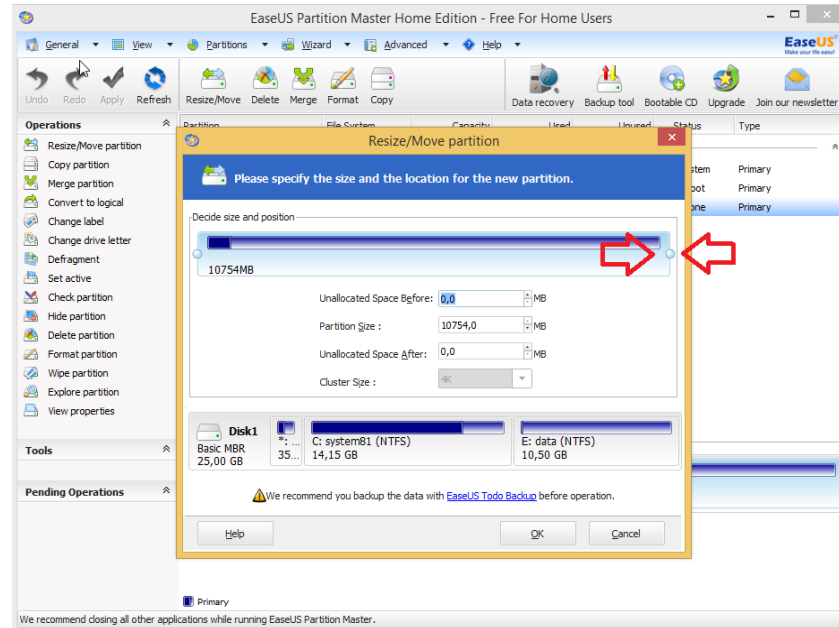 EaseUS Partition Master Home Edition - Free For Home Users
General View Partitions Wizard Advanced Help
EaseUS
Make your life easy!
Undo Redo Apply Refresh Resize/Move Delete Merge Format Copy Data recovery Backup tool Bootable CD Upgrade Join our newsletter
Operations
Resize/Move partition
Copy partition
Merge partition
Convert to logical
Change label
Change drive letter
Defragment
Set active
Check partition
Hide partition
Delete partition
Format partition
Wipe partition
Explore partition
View properties
Tools
Pending Operations
Partition File System Capacity Used Unused Status Type
stem Primary
oot Primary
one Primary
Resize/Move partition
Please specify the size and the location for the new partition.
Decide size and position
10754MB
Unallocated Space Before: 0,0 MB
Partition Size : 10754,0 MB
Unallocated Space After: 0,0 MB
Cluster Size : 4K
Disk1
Basic MBR
25,00 GB
*: ...
35...
C: system81 (NTFS)
14,15 GB
E: data (NTFS)
10,50 GB
We recommend you backup the data with EaseUS Todo Backup before operation.
Help OK Cancel
Primary
We recommend closing all other applications while running EaseUS Partition Master.